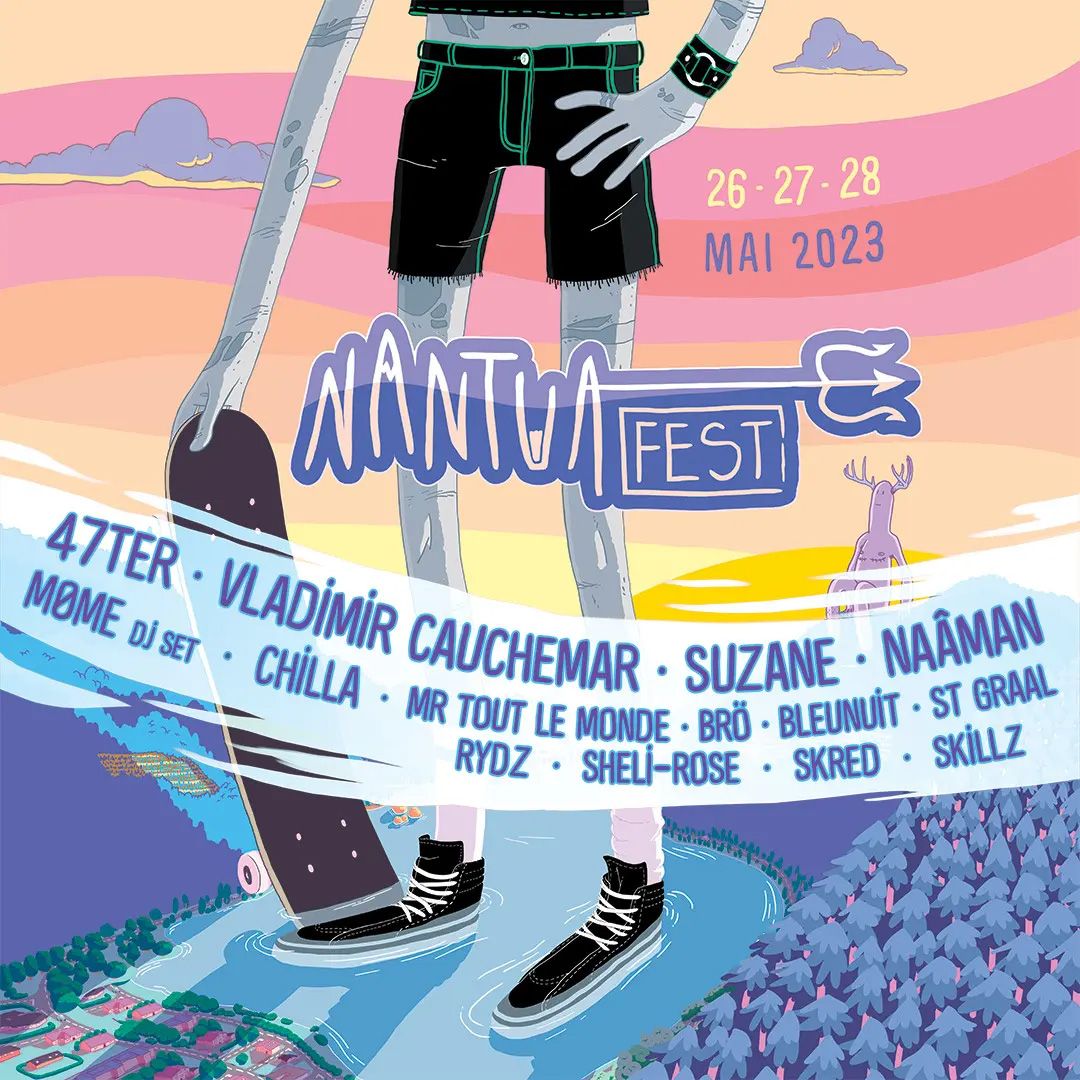 26 - 27 - 28
MAI 2023
NANTUA
FEST
47TER · VLADIMIR CAUCHEMAR · SUZANE · NAÂMAN
MØME DJ SET · CHILLA · MR TOUT LE MONDE · BRÖ · BLEUNUIT · ST GRAAL
RYDZ · SHELI-ROSE · SKRED · SKILLZ